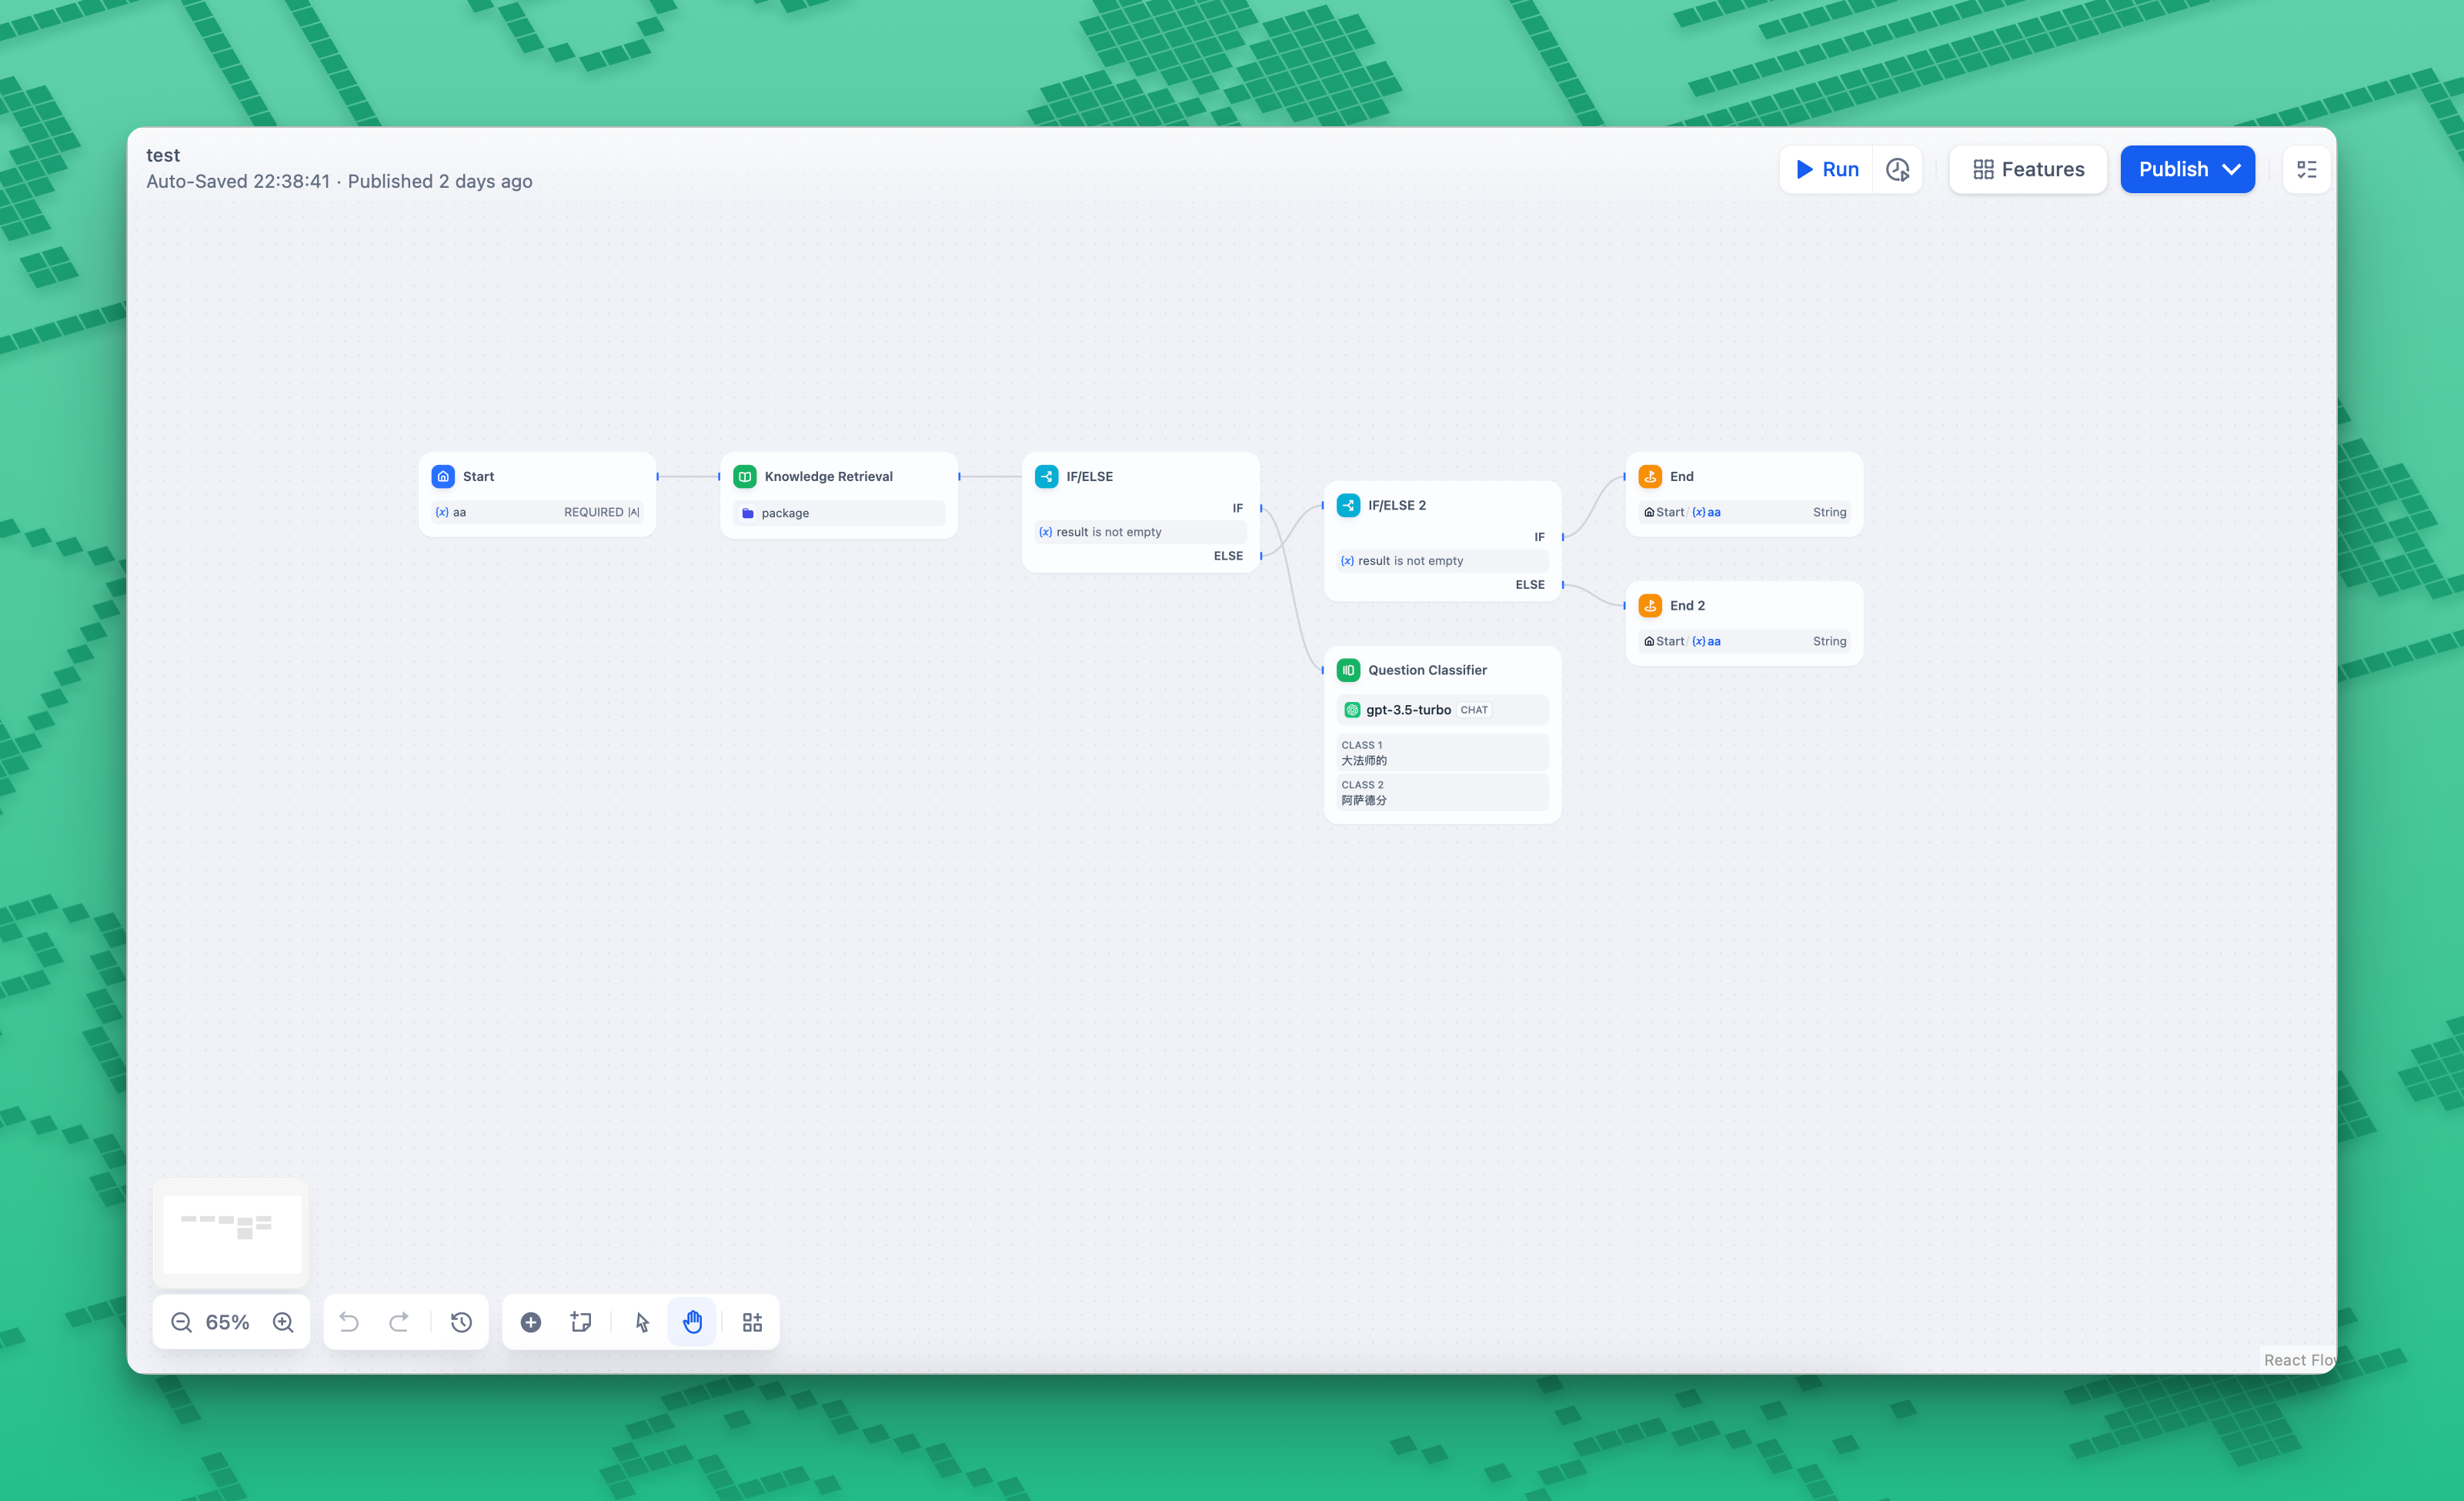 test
Auto-Saved 22:38:41 · Published 2 days ago
Run
Features
Publish
Start
(x) aa REQUIRED |A|
Knowledge Retrieval
package
IF/ELSE
IF
(x) result is not empty
ELSE
IF/ELSE 2
IF
(x) result is not empty
ELSE
Question Classifier
gpt-3.5-turbo CHAT
CLASS 1
大法师的
CLASS 2
阿萨德分
End
Start / (x) aa String
End 2
Start / (x) aa String
65%
React Flo